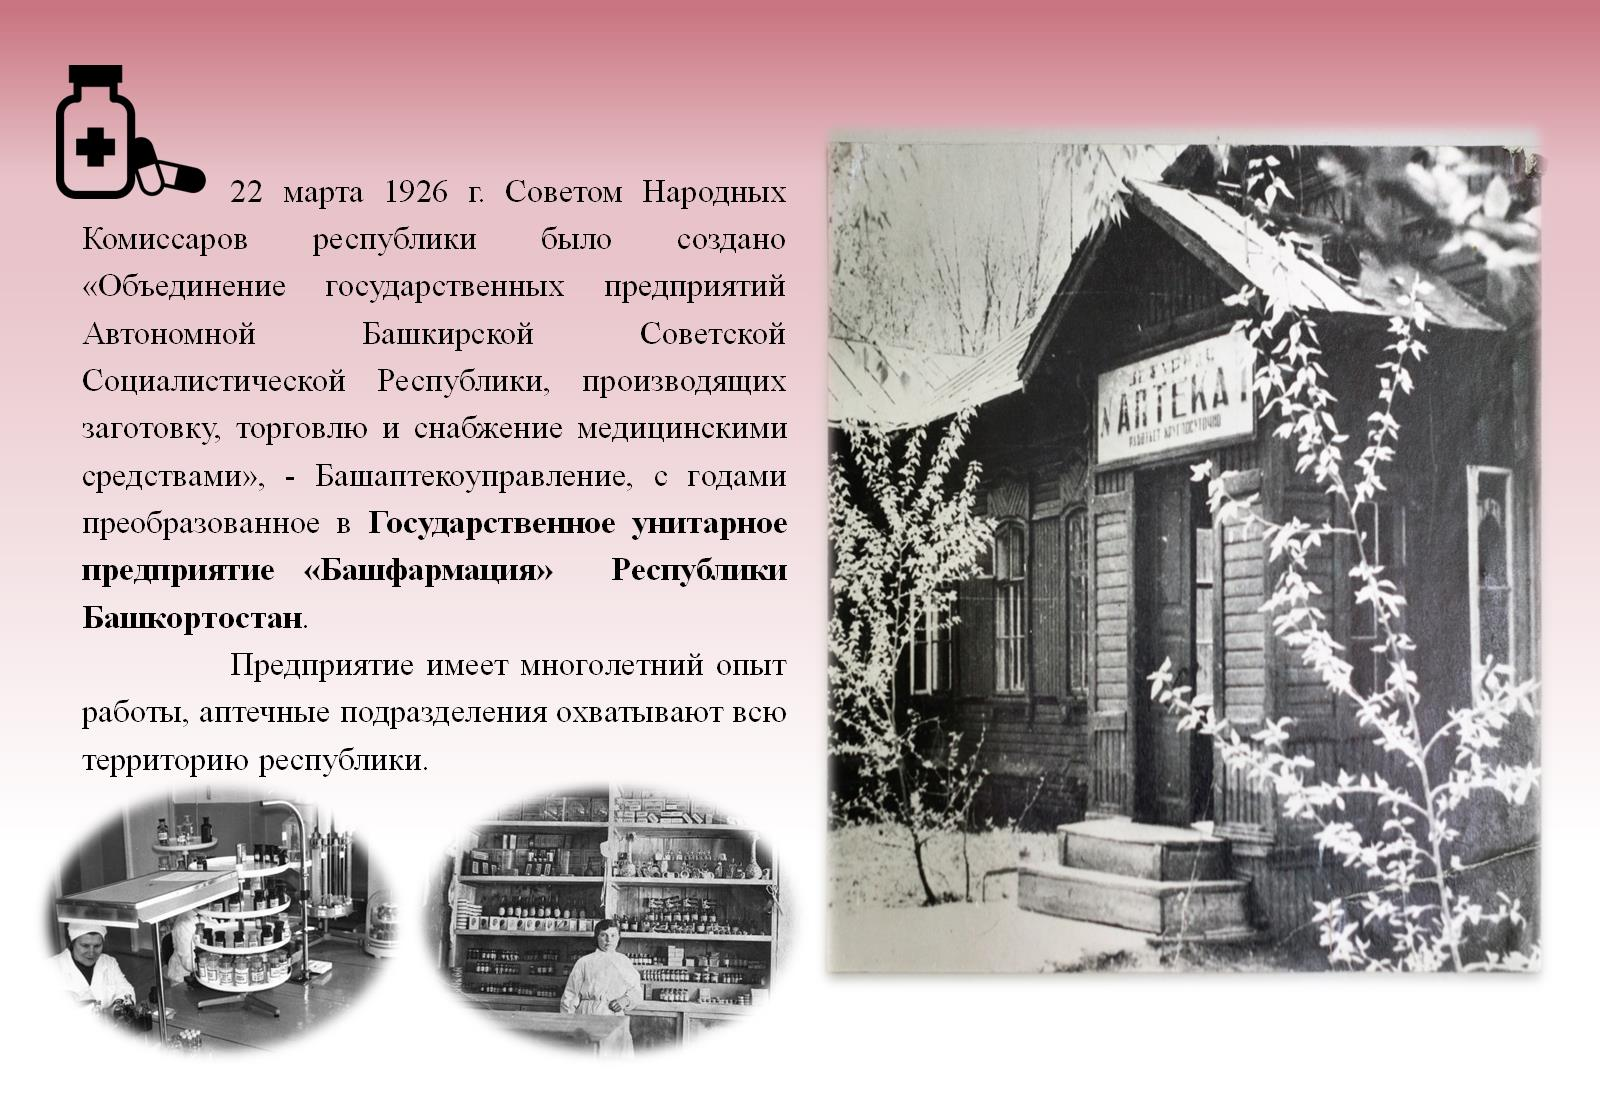 22 марта 1926 г. Советом Народных
Комиссаров республики было создано
«Объединение государственных предприятий
Автономной Башкирской Советской
Социалистической Республики, производящих
заготовку, торговлю и снабжение медицинскими
средствами», - Башаптекоуправление, с годами
преобразованное в Государственное унитарное
предприятие «Башфармация» Республики
Башкортостан.
Предприятие имеет многолетний опыт
работы, аптечные подразделения охватывают всю
территорию республики.
АПТЕКА
РАБОТАЕТ КРУГЛОСУТОЧНО